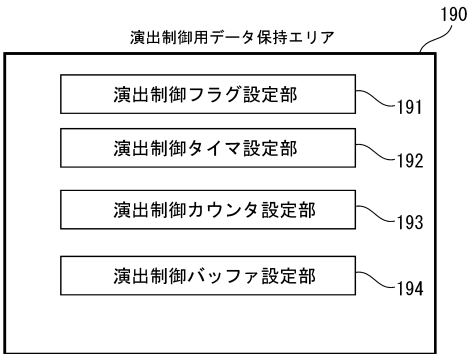 190
演出制御用データ保持エリア
演出制御フラグ設定部
191
演出制御タイマ設定部
192
演出制御カウンタ設定部
193
演出制御バッファ設定部
194